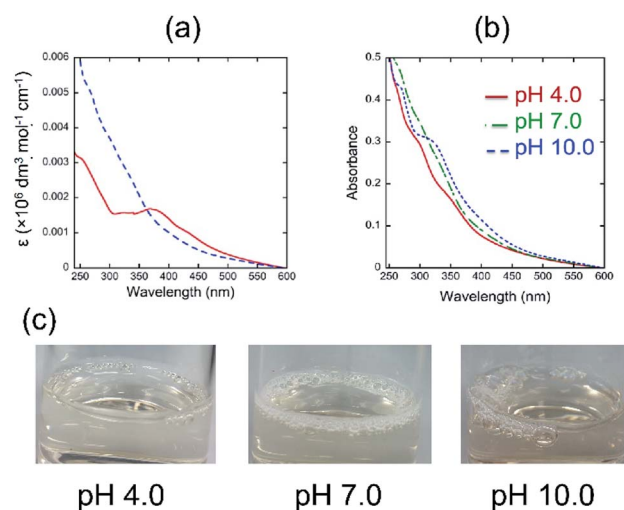 (a)
0.006
0.005
0.004
0.003
0.002
0.001
0
ε (×10⁶ dm³ mol⁻¹ cm⁻¹)
250 300 350 400 450 500 550 600
Wavelength (nm)
(b)
0.5
0.4
0.3
0.2
0.1
0
Absorbance
pH 4.0
pH 7.0
pH 10.0
250 300 350 400 450 500 550 600
Wavelength (nm)
(c)
pH 4.0
pH 7.0
pH 10.0